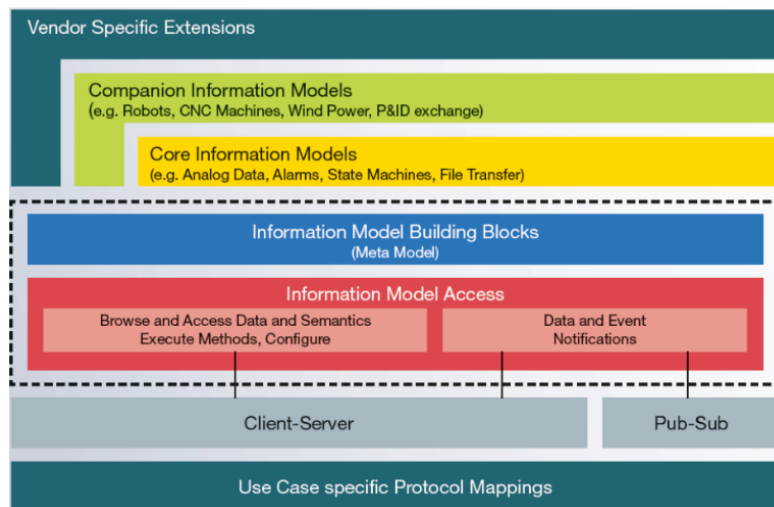 Vendor Specific Extensions
Companion Information Models
(e.g. Robots, CNC Machines, Wind Power, P&ID exchange)
Core Information Models
(e.g. Analog Data, Alarms, State Machines, File Transfer)
Information Model Building Blocks
(Meta Model)
Information Model Access
Browse and Access Data and Semantics
Execute Methods, Configure
Data and Event
Notifications
Client-Server
Pub-Sub
Use Case specific Protocol Mappings